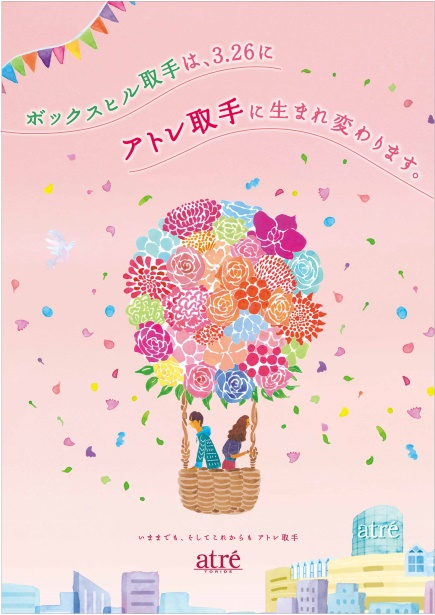 ボックスヒル取手は、3.26に
アトレ取手に生まれ変わります。
いままでも、そしてこれからも アトレ取手
atré
TORIDE
atré